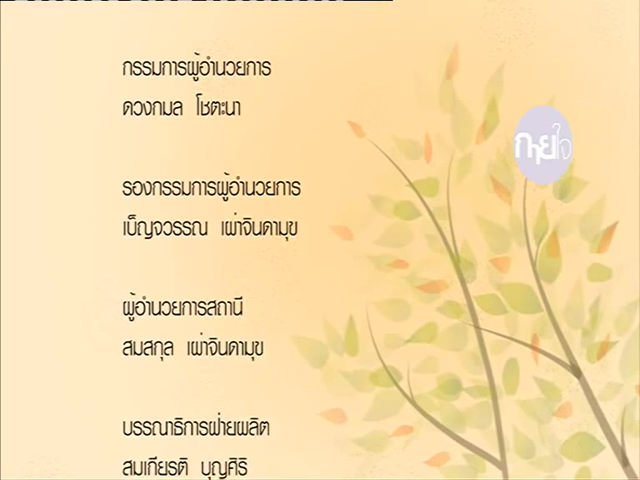 กรรมการผู้อำนวยการ
ดวงกมล โชตะนา
กายใจ
รองกรรมการผู้อำนวยการ
เบ็ญจวรรณ เผ่าจินดามุข
ผู้อำนวยการสถานี
สมสกุล เผ่าจินดามุข
บรรณาธิการฝ่ายผลิต
สมเกียรติ บุญศิริ